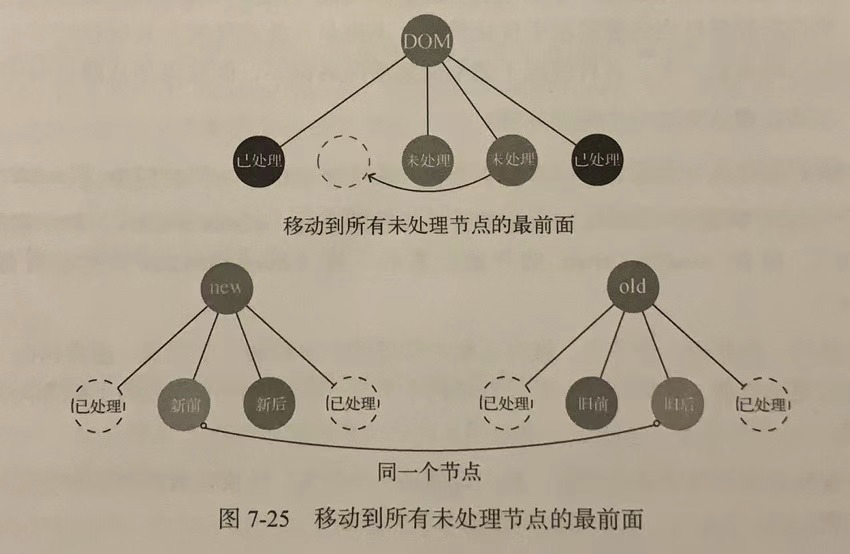 DOM
已处理 未处理 未处理 已处理
移动到所有未处理节点的最前面
new old
已处理 新前 新后 已处理 已处理 旧前 旧后 已处理
同一个节点
图 7-25 移动到所有未处理节点的最前面